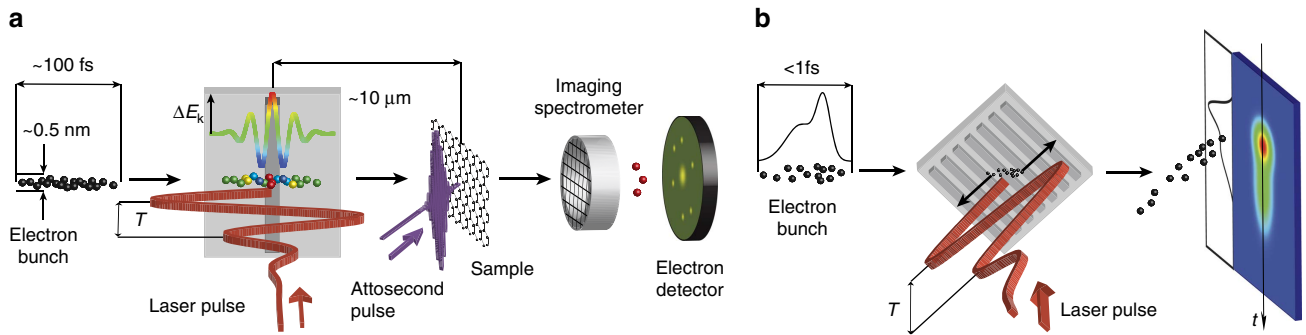 a
~100 fs
~0.5 nm
Electron
bunch
T
ΔEk
~10 μm
Laser pulse
Attosecond
pulse
Sample
Imaging
spectrometer
Electron
detector
b
<1fs
Electron
bunch
T
Laser pulse
t